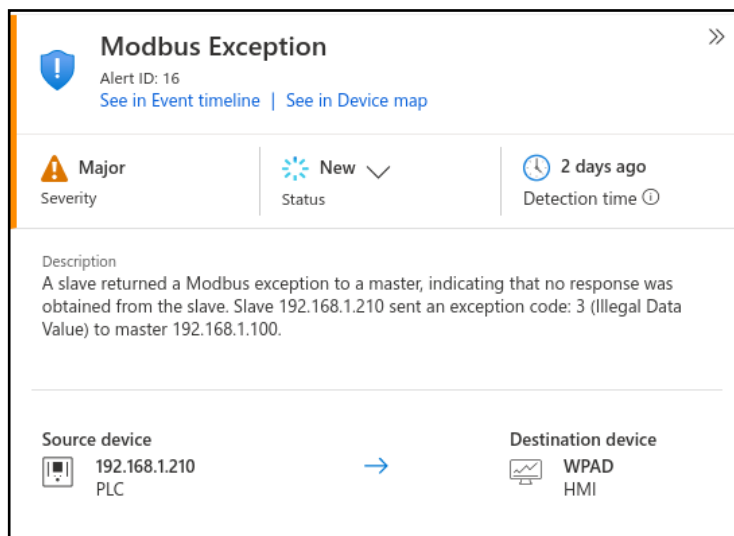 Modbus Exception
Alert ID: 16
See in Event timeline | See in Device map
Major
Severity
New
Status
2 days ago
Detection time
Description
A slave returned a Modbus exception to a master, indicating that no response was
obtained from the slave. Slave 192.168.1.210 sent an exception code: 3 (Illegal Data
Value) to master 192.168.1.100.
Source device
192.168.1.210
PLC
Destination device
WPAD
HMI